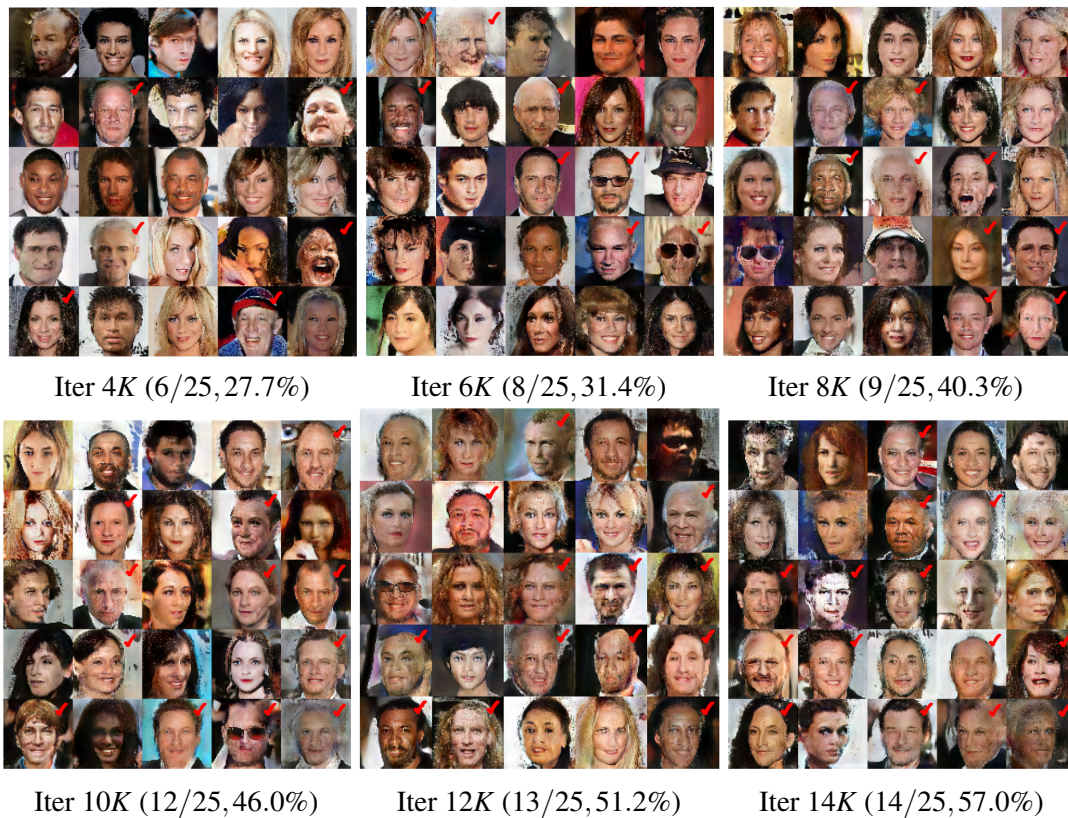 Iter 4K (6/25, 27.7%)
Iter 6K (8/25, 31.4%)
Iter 8K (9/25, 40.3%)
Iter 10K (12/25, 46.0%)
Iter 12K (13/25, 51.2%)
Iter 14K (14/25, 57.0%)